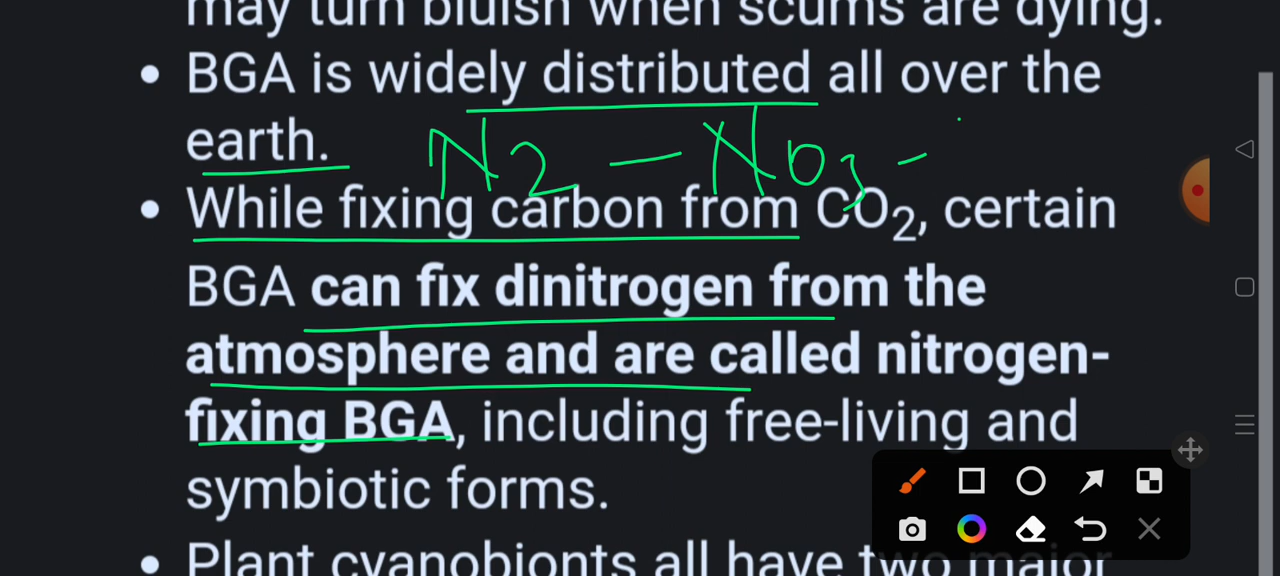 may turn bluish when scums are dying.
• BGA is widely distributed all over the
earth.
N2 - NO3 -
• While fixing carbon from CO₂, certain
BGA can fix dinitrogen from the
atmosphere and are called nitrogen-
fixing BGA, including free-living and
symbiotic forms.
• Plant cyanobionts all have two major